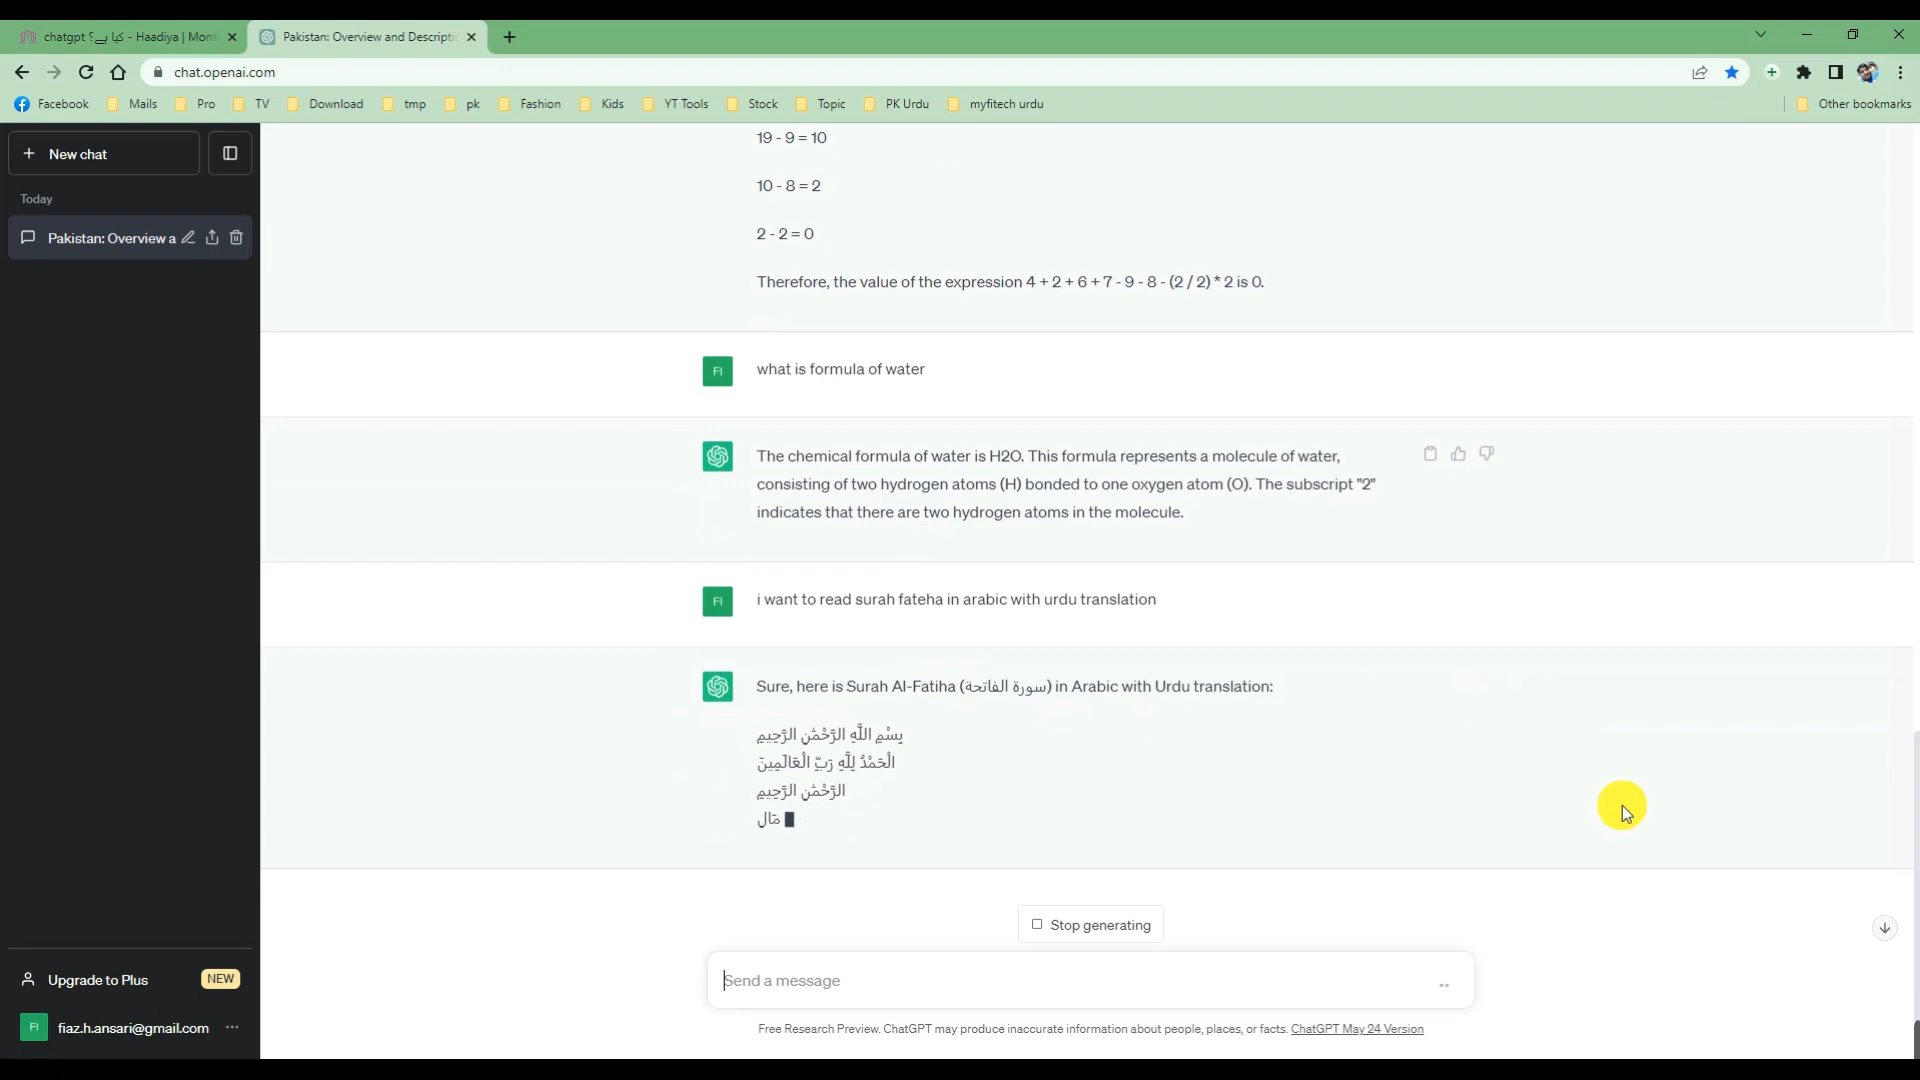 chatgpt کیا ہے؟ - Haadiya | Mont
Pakistan: Overview and Descripti
chat.openai.com
Facebook Mails Pro TV Download tmp pk Fashion Kids YT Tools Stock Topic PK Urdu myfitech urdu Other bookmarks
New chat
Today
Pakistan: Overview a
19 - 9 = 10
10 - 8 = 2
2 - 2 = 0
Therefore, the value of the expression 4 + 2 + 6 + 7 - 9 - 8 - (2 / 2) * 2 is 0.
FI
what is formula of water
The chemical formula of water is H2O. This formula represents a molecule of water,
consisting of two hydrogen atoms (H) bonded to one oxygen atom (O). The subscript "2"
indicates that there are two hydrogen atoms in the molecule.
FI
i want to read surah fateha in arabic with urdu translation
Sure, here is Surah Al-Fatiha (سورة الفاتحة) in Arabic with Urdu translation:
بِسْمِ اللَّهِ الرَّحْمَٰنِ الرَّحِيمِ
الْحَمْدُ لِلَّهِ رَبِّ الْعَالَمِينَ
الرَّحْمَٰنِ الرَّحِيمِ
مَالِ
Stop generating
Send a message
Free Research Preview. ChatGPT may produce inaccurate information about people, places, or facts. ChatGPT May 24 Version
Upgrade to Plus NEW
FI fiaz.h.ansari@gmail.com